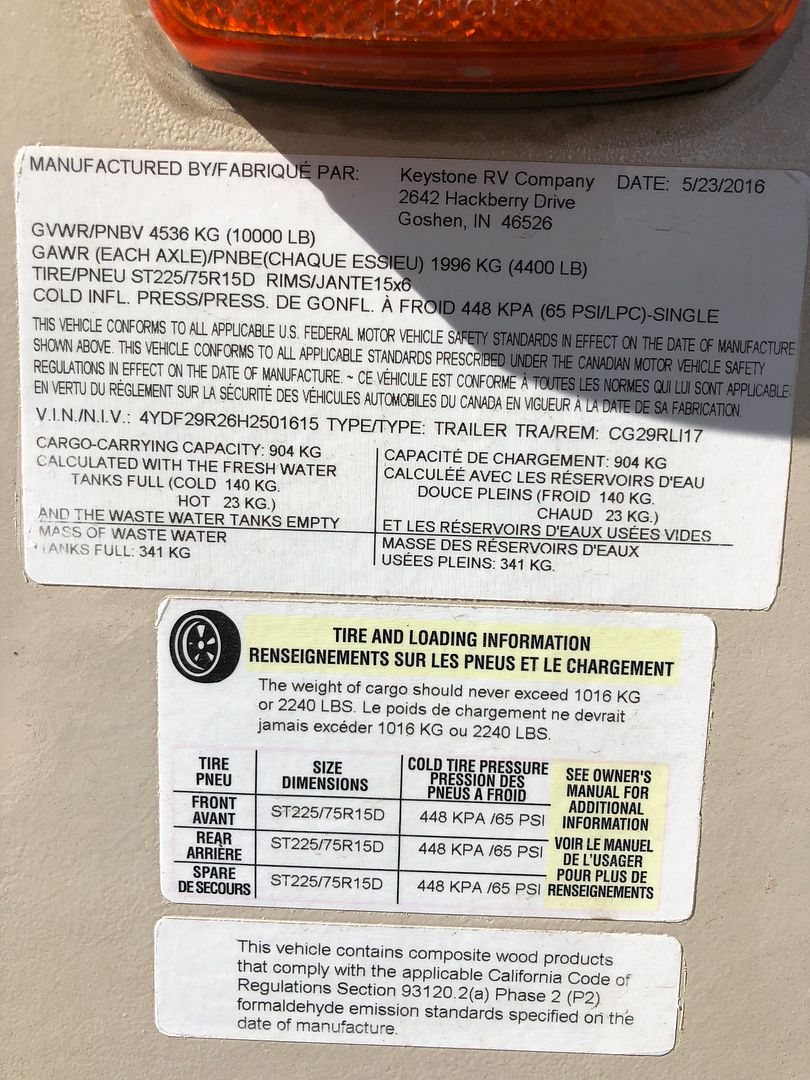 MANUFACTURED BY/FABRIQUÉ PAR: Keystone RV Company DATE: 5/23/2016
2642 Hackberry Drive
Goshen, IN 46526
GVWR/PNBV 4536 KG (10000 LB)
GAWR (EACH AXLE)/PNBE(CHAQUE ESSIEU) 1996 KG (4400 LB)
TIRE/PNEU ST225/75R15D RIMS/JANTE15x6
COLD INFL. PRESS/PRESS. DE GONFL. À FROID 448 KPA (65 PSI/LPC)-SINGLE
THIS VEHICLE CONFORMS TO ALL APPLICABLE U.S. FEDERAL MOTOR VEHICLE SAFETY STANDARDS IN EFFECT ON THE DATE OF MANUFACTURE
SHOWN ABOVE. THIS VEHICLE CONFORMS TO ALL APPLICABLE STANDARDS PRESCRIBED UNDER THE CANADIAN MOTOR VEHICLE SAFETY
REGULATIONS IN EFFECT ON THE DATE OF MANUFACTURE. ~ CE VÉHICULE EST CONFORME À TOUTES LES NORMES QUI LUI SONT APPLICABLES
EN VERTU DU RÉGLEMENT SUR LA SÉCURITÉ DES VÉHICULES AUTOMOBILES DU CANADA EN VIGUEUR À LA DATE DE SA FABRICATION.
V.I.N./N.I.V.: 4YDF29R26H2501615 TYPE/TYPE: TRAILER TRA/REM: CG29RLI17
CARGO-CARRYING CAPACITY: 904 KG
CALCULATED WITH THE FRESH WATER
TANKS FULL (COLD 140 KG.
HOT 23 KG.)
AND THE WASTE WATER TANKS EMPTY
MASS OF WASTE WATER
TANKS FULL: 341 KG
CAPACITÉ DE CHARGEMENT: 904 KG
CALCULÉE AVEC LES RÉSERVOIRS D'EAU
DOUCE PLEINS (FROID 140 KG.
CHAUD 23 KG.)
ET LES RÉSERVOIRS D'EAUX USÉES VIDES
MASSE DES RÉSERVOIRS D'EAUX
USÉES PLEINS: 341 KG.
TIRE AND LOADING INFORMATION
RENSEIGNEMENTS SUR LES PNEUS ET LE CHARGEMENT
The weight of cargo should never exceed 1016 KG
or 2240 LBS. Le poids de chargement ne devrait
jamais excéder 1016 KG ou 2240 LBS.
TIRE
PNEU
SIZE
DIMENSIONS
COLD TIRE PRESSURE
PRESSION DES
PNEUS A FROID
FRONT
AVANT
ST225/75R15D
448 KPA /65 PSI
REAR
ARRIÈRE
ST225/75R15D
448 KPA /65 PSI
SPARE
DE SECOURS
ST225/75R15D
448 KPA /65 PSI
SEE OWNER'S
MANUAL FOR
ADDITIONAL
INFORMATION
VOIR LE MANUEL
DE L'USAGER
POUR PLUS DE
RENSEIGNEMENTS
This vehicle contains composite wood products
that comply with the applicable California Code of
Regulations Section 93120.2(a) Phase 2 (P2)
formaldehyde emission standards specified on the
date of manufacture.